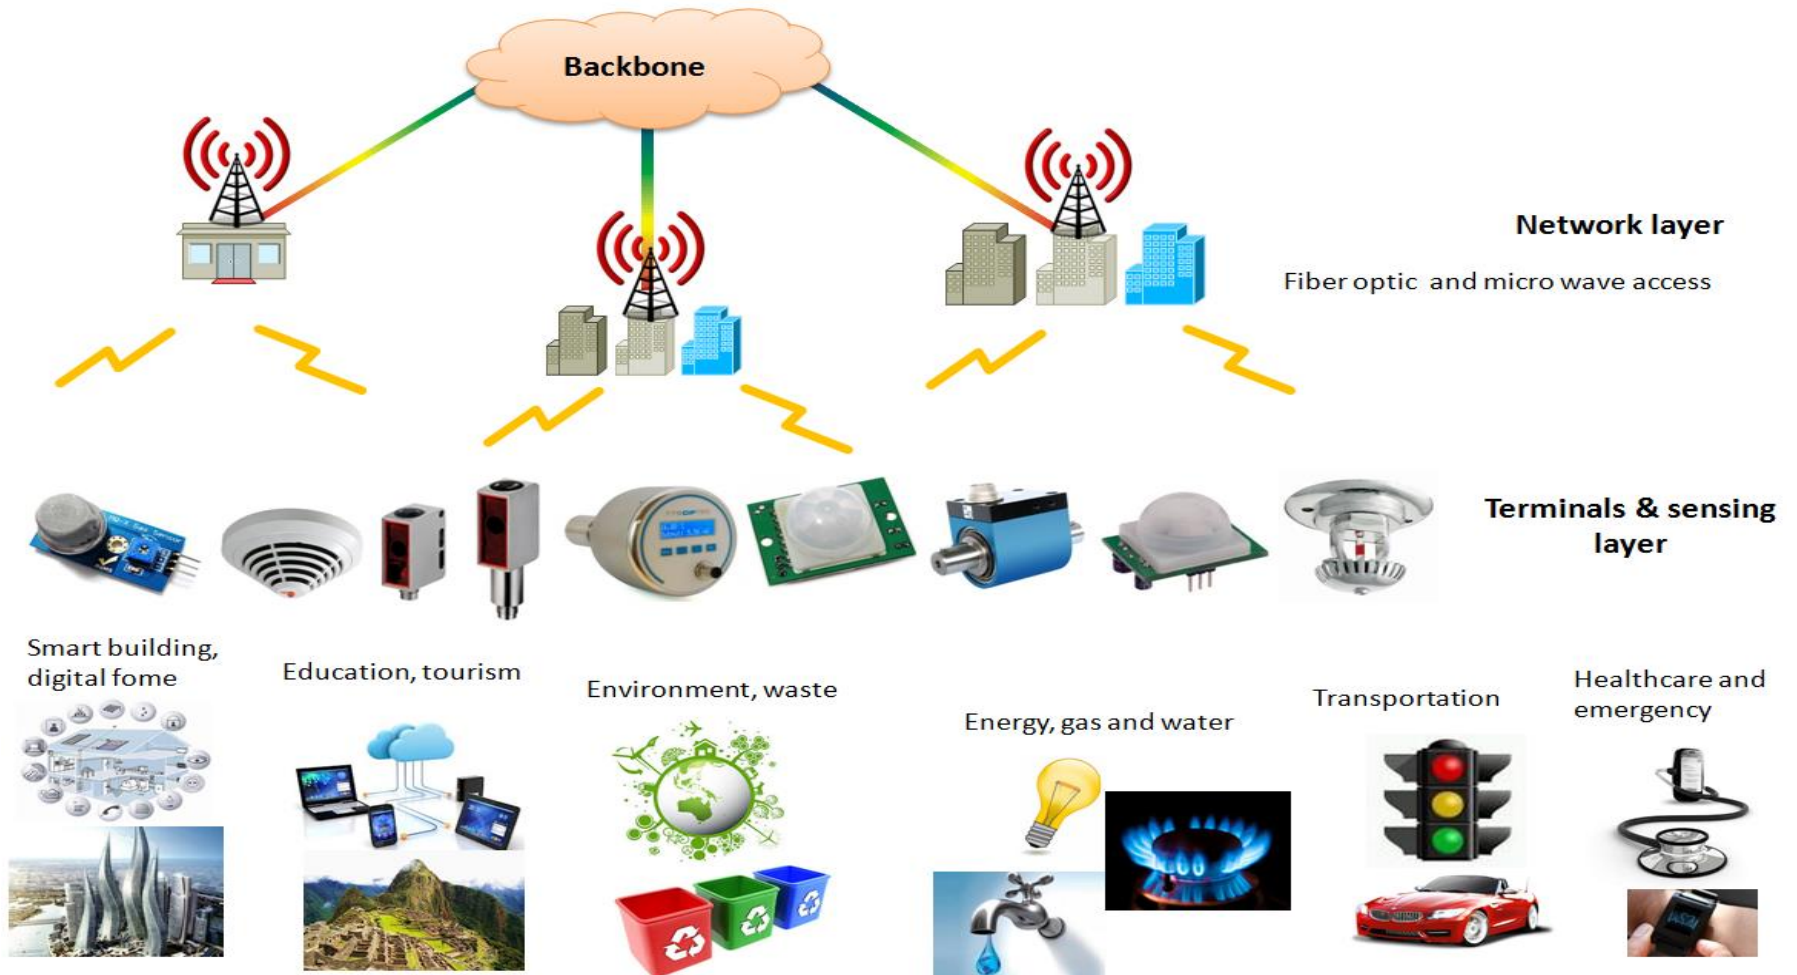 Backbone
Network layer
Fiber optic and micro wave access
Terminals & sensing
layer
Smart building,
digital fome
Education, tourism
Environment, waste
Energy, gas and water
Transportation
Healthcare and
emergency